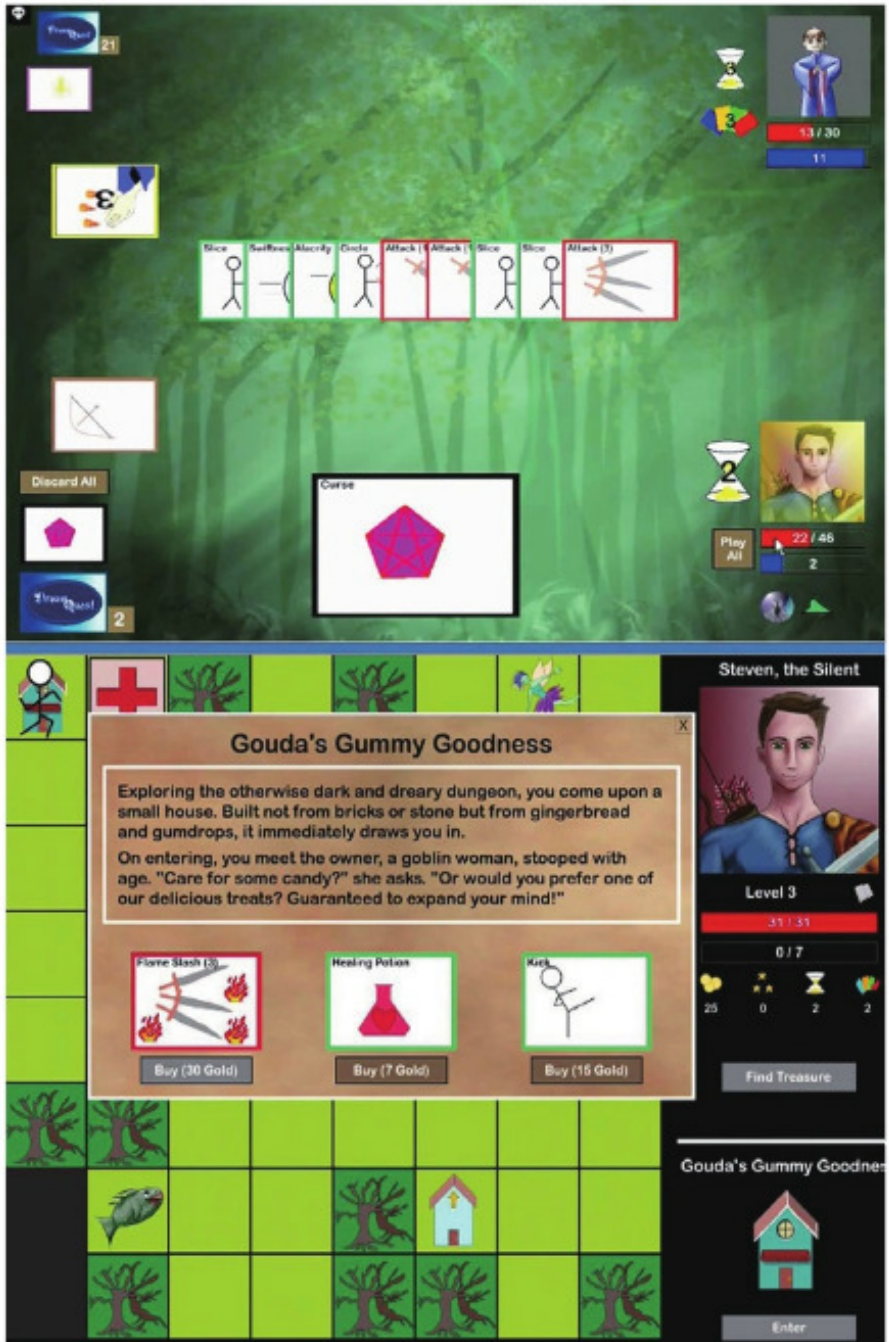 21
3
3
13 / 30
11
3
Slice
Swiftness
Alacrity
Circle
Attack (
Attack (
Slice
Slice
Attack (3)
Discard All
Curse
2
Play
All
22 / 46
2
2
Steven, the Silent
X
Gouda's Gummy Goodness
Exploring the otherwise dark and dreary dungeon, you come upon a
small house. Built not from bricks or stone but from gingerbread
and gumdrops, it immediately draws you in.
On entering, you meet the owner, a goblin woman, stooped with
age. "Care for some candy?" she asks. "Or would you prefer one of
our delicious treats? Guaranteed to expand your mind!"
Level 3
31 / 31
0 / 7
25 0 2 2
Flame Slash (3)
Healing Potion
Kick
Buy (30 Gold)
Buy (7 Gold)
Buy (15 Gold)
Find Treasure
Gouda's Gummy Goodnes
Enter